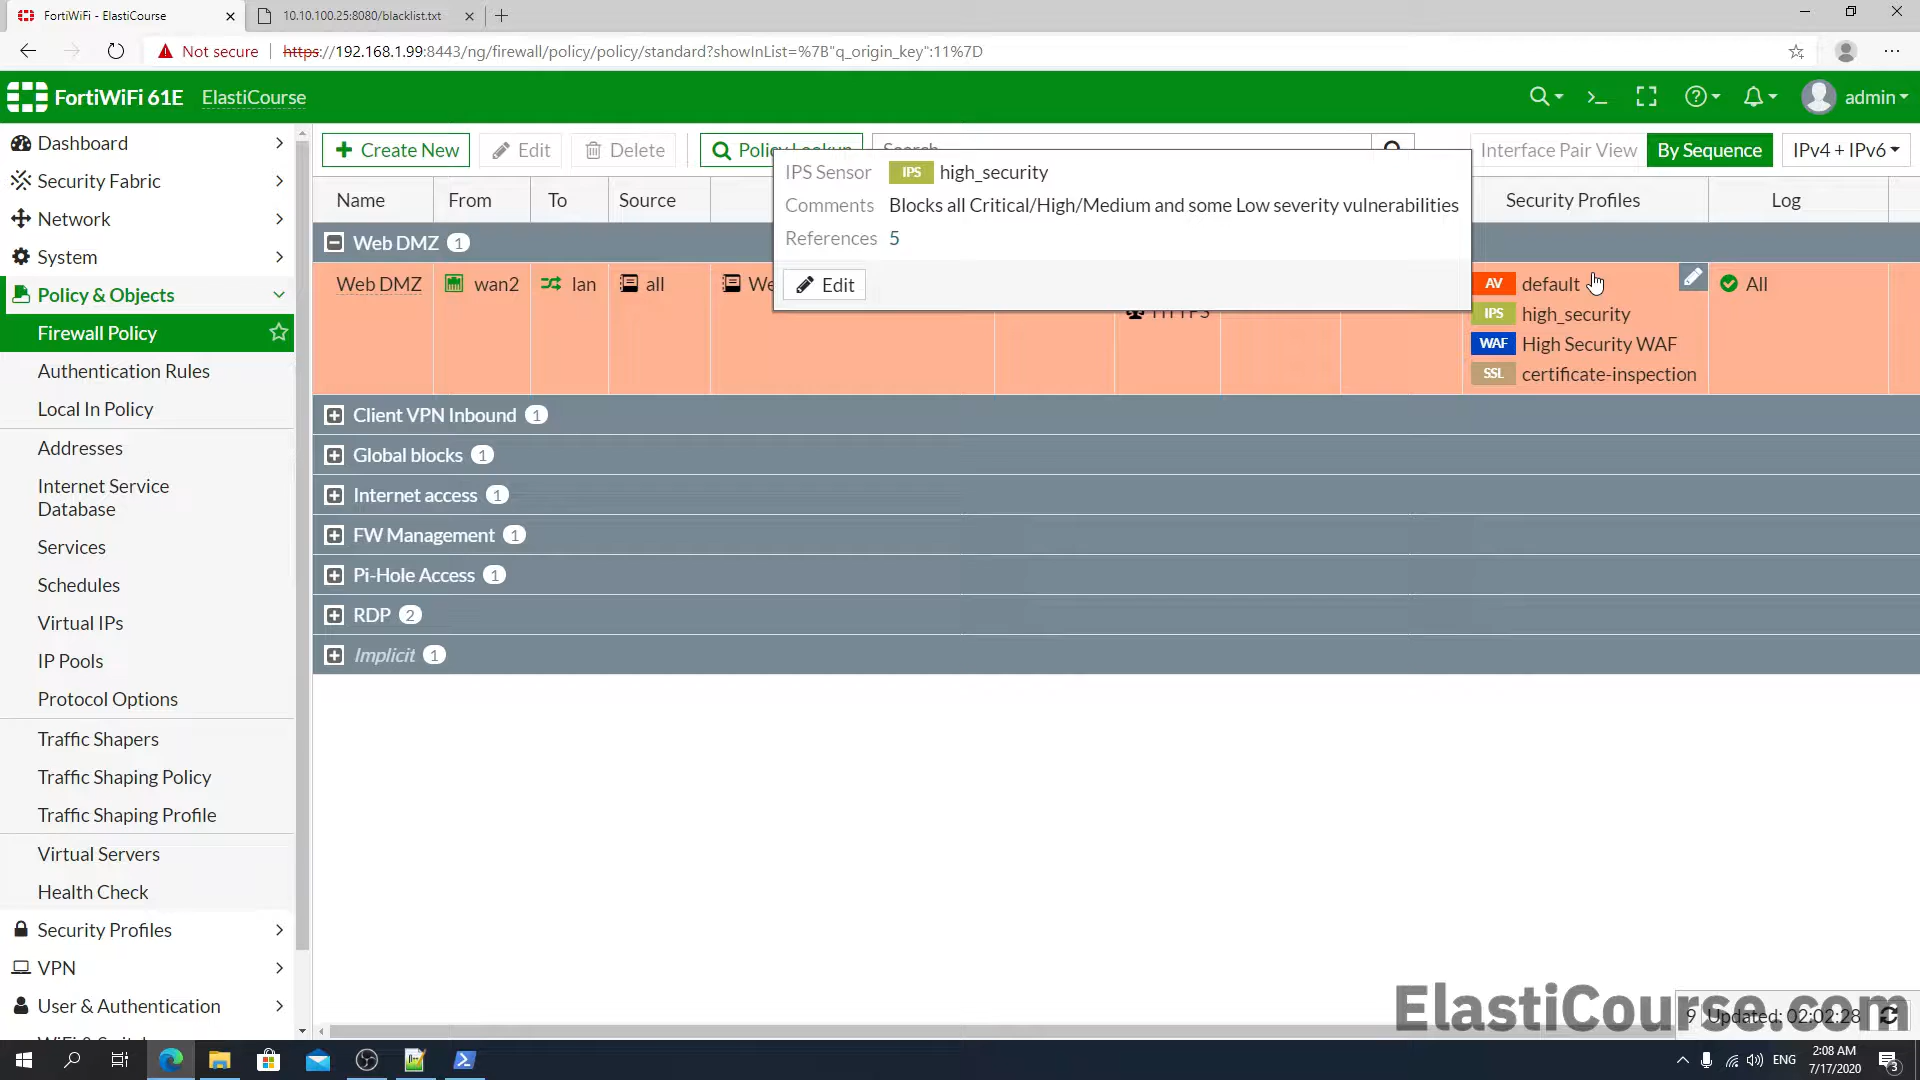 FortiWiFi - ElastiCourse
10.10.100.25:8080/blacklist.txt
Not secure
https://192.168.1.99:8443/ng/firewall/policy/policy/standard?showInList=%7B"q_origin_key":11%7D
FortiWiFi 61E
ElastiCourse
admin
Dashboard
Security Fabric
Network
System
Policy & Objects
Firewall Policy
Authentication Rules
Local In Policy
Addresses
Internet Service
Database
Services
Schedules
Virtual IPs
IP Pools
Protocol Options
Traffic Shapers
Traffic Shaping Policy
Traffic Shaping Profile
Virtual Servers
Health Check
Security Profiles
VPN
User & Authentication
Create New
Edit
Delete
Policy Lookup
Search
Interface Pair View
By Sequence
IPv4 + IPv6
Name From To Source
Security Profiles
Log
IPS Sensor IPS high_security
Comments Blocks all Critical/High/Medium and some Low severity vulnerabilities
References 5
Edit
Web DMZ 1
Web DMZ wan2 lan all We
HTTPS
AV default
IPS high_security
WAF High Security WAF
SSL certificate-inspection
All
Client VPN Inbound 1
Global blocks 1
Internet access 1
FW Management 1
Pi-Hole Access 1
RDP 2
Implicit 1
ElastiCourse.com
9 Updated: 02:02:28
ENG
2:08 AM
7/17/2020
3